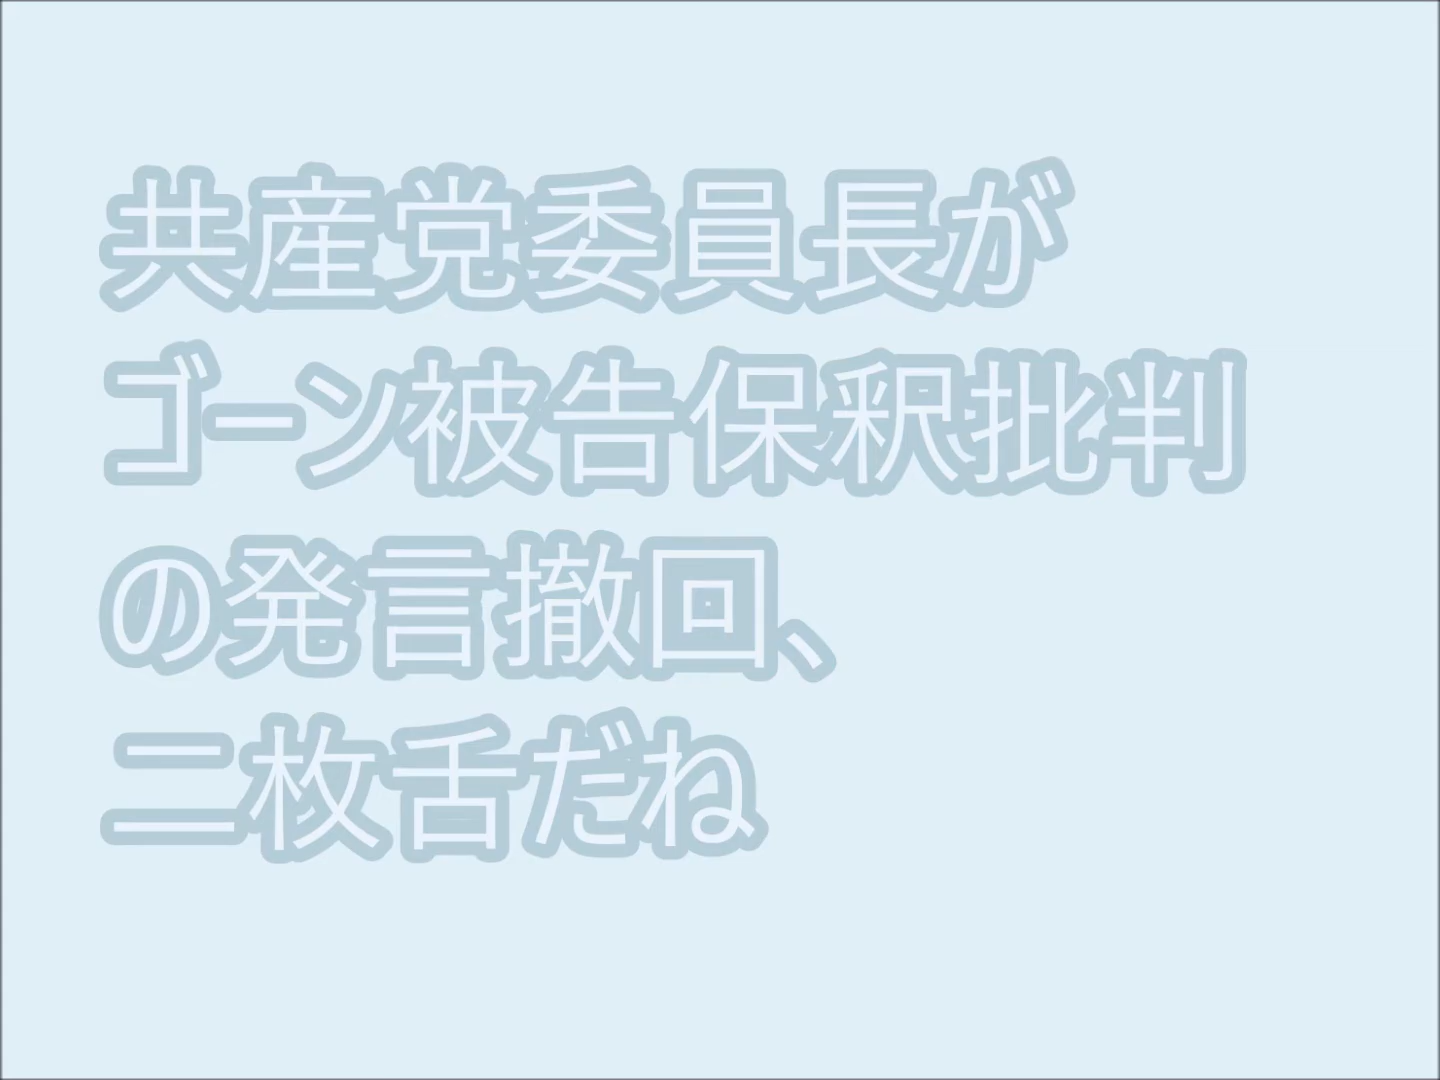 共産党委員長が
ゴーン被告保釈批判
の発言撤回、
二枚舌だね